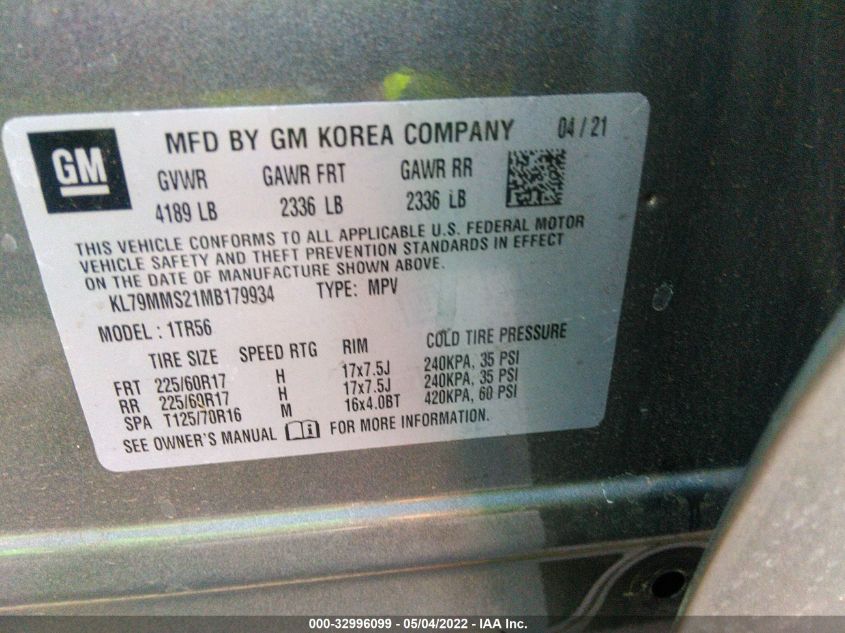 GM
MFD BY GM KOREA COMPANY 04 / 21
GVWR GAWR FRT GAWR RR
4189 LB 2336 LB 2336 LB
THIS VEHICLE CONFORMS TO ALL APPLICABLE U.S. FEDERAL MOTOR
VEHICLE SAFETY AND THEFT PREVENTION STANDARDS IN EFFECT
ON THE DATE OF MANUFACTURE SHOWN ABOVE.
KL79MMS21MB179934 TYPE: MPV
MODEL : 1TR56
TIRE SIZE SPEED RTG RIM COLD TIRE PRESSURE
FRT 225/60R17 H 17x7.5J 240KPA, 35 PSI
RR 225/60R17 H 17x7.5J 240KPA, 35 PSI
SPA T125/70R16 M 16x4.0BT 420KPA, 60 PSI
SEE OWNER'S MANUAL FOR MORE INFORMATION.
000-32996099 - 05/04/2022 - IAA Inc.